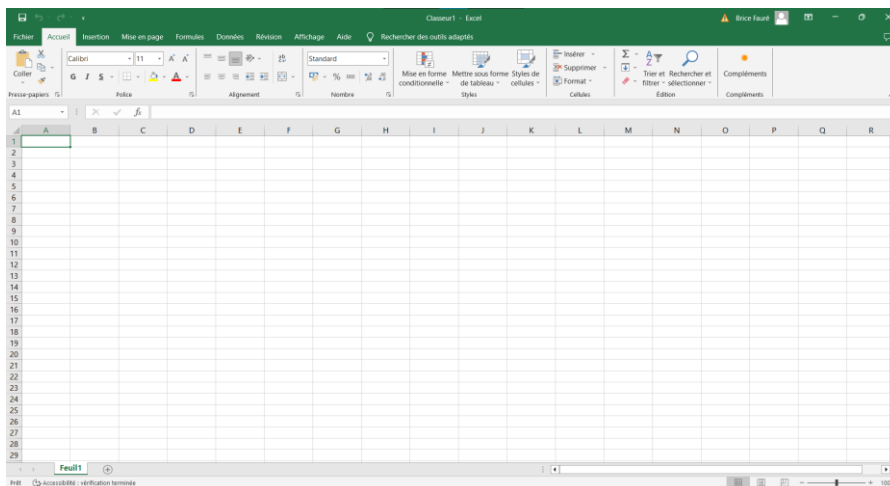 Classeur1 - Excel
Brice Fauré
Fichier Accueil Insertion Mise en page Formules Données Révision Affichage Aide Rechercher des outils adaptés
Coller
Calibri 11
G I S
Standard
% 000
Mise en forme conditionnelle
Mettre sous forme de tableau
Styles de cellules
Insérer
Supprimer
Format
Trier et filtrer
Rechercher et sélectionner
Compléments
Presse-papiers Police Alignement Nombre Styles Cellules Édition Compléments
A1 fx
A B C D E F G H I J K L M N O P Q R
1
2
3
4
5
6
7
8
9
10
11
12
13
14
15
16
17
18
19
20
21
22
23
24
25
26
27
28
29
Feuil1
Prêt Accessibilité : vérification terminée
100